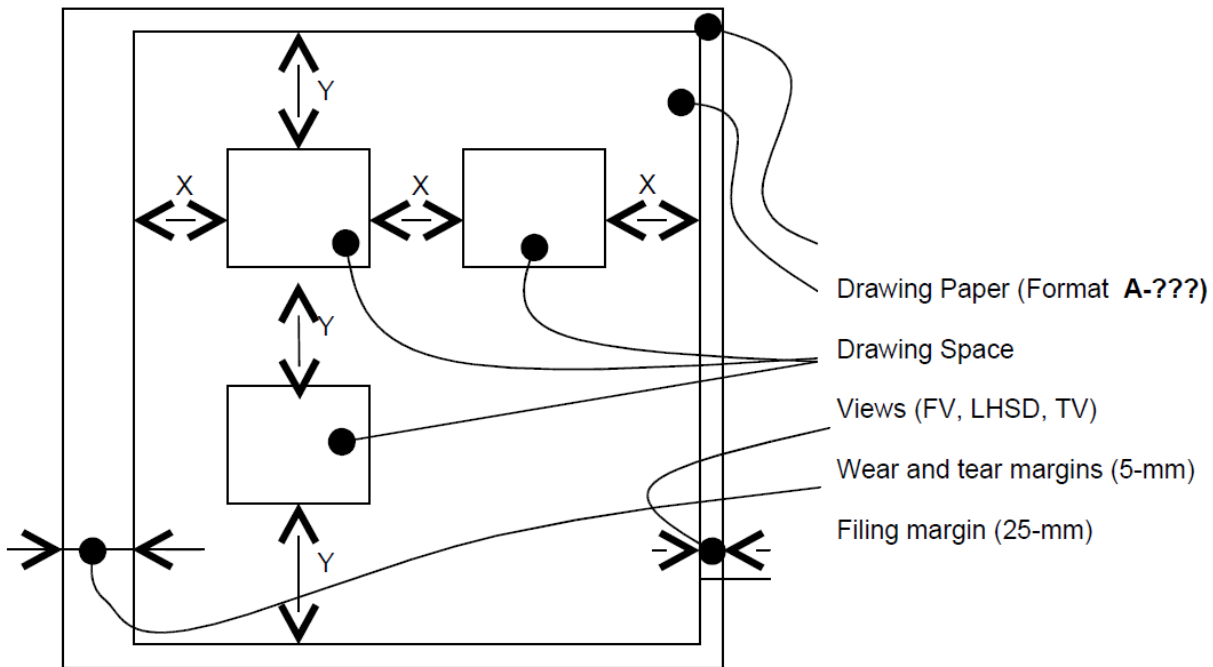 Y
X
X
X
Y
Drawing Paper (Format A-???)
Drawing Space
Views (FV, LHSD, TV)
Wear and tear margins (5-mm)
Filing margin (25-mm)
Y